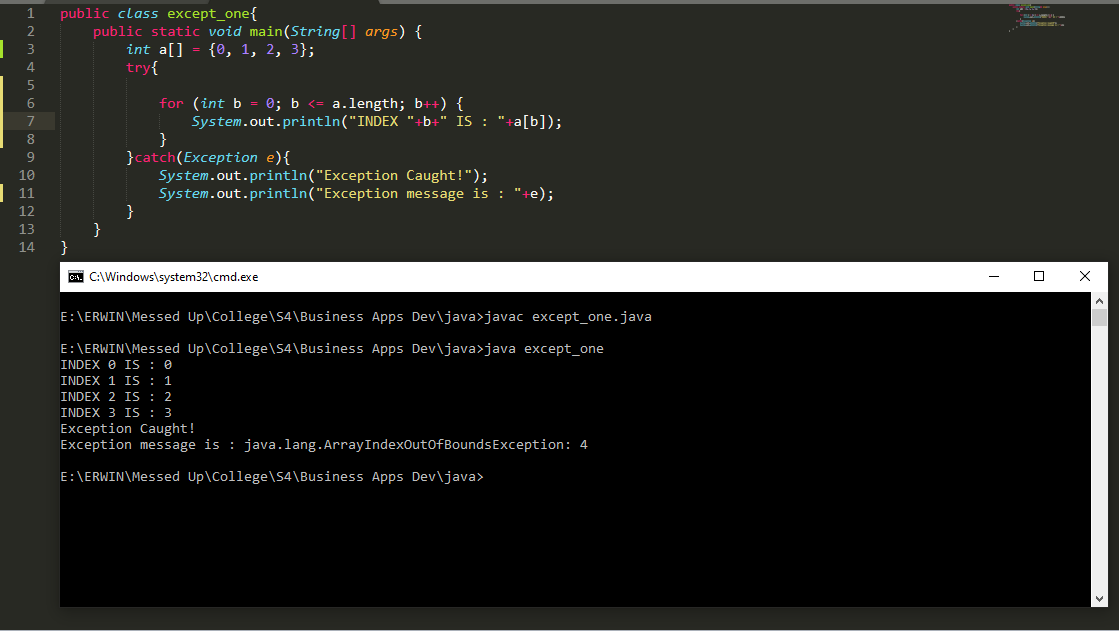 1 public class except_one{
2 public static void main(String[] args) {
3 int a[] = {0, 1, 2, 3};
4 try{
5
6 for (int b = 0; b <= a.length; b++) {
7 System.out.println("INDEX "+b+" IS : "+a[b]);
8 }
9 }catch(Exception e){
10 System.out.println("Exception Caught!");
11 System.out.println("Exception message is : "+e);
12 }
13 }
14 }
C:\Windows\system32\cmd.exe
E:\ERWIN\Messed Up\College\S4\Business Apps Dev\java>javac except_one.java
E:\ERWIN\Messed Up\College\S4\Business Apps Dev\java>java except_one
INDEX 0 IS : 0
INDEX 1 IS : 1
INDEX 2 IS : 2
INDEX 3 IS : 3
Exception Caught!
Exception message is : java.lang.ArrayIndexOutOfBoundsException: 4
E:\ERWIN\Messed Up\College\S4\Business Apps Dev\java>